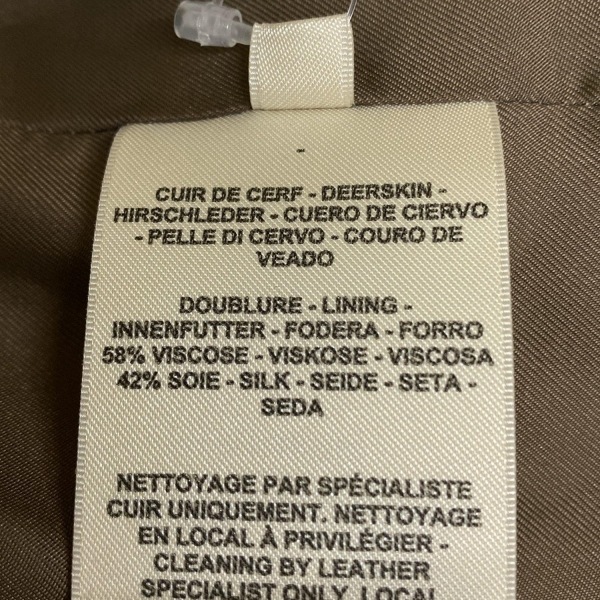 -
CUIR DE CERF - DEERSKIN -
HIRSCHLEDER - CUERO DE CIERVO
- PELLE DI CERVO - COURO DE
VEADO
DOUBLURE - LINING -
INNENFUTTER - FODERA - FORRO
58% VISCOSE - VISKOSE - VISCOSA
42% SOIE - SILK - SEIDE - SETA -
SEDA
NETTOYAGE PAR SPÉCIALISTE
CUIR UNIQUEMENT. NETTOYAGE
EN LOCAL À PRIVILÉGIER -
CLEANING BY LEATHER
SPECIALIST ONLY. LOCAL